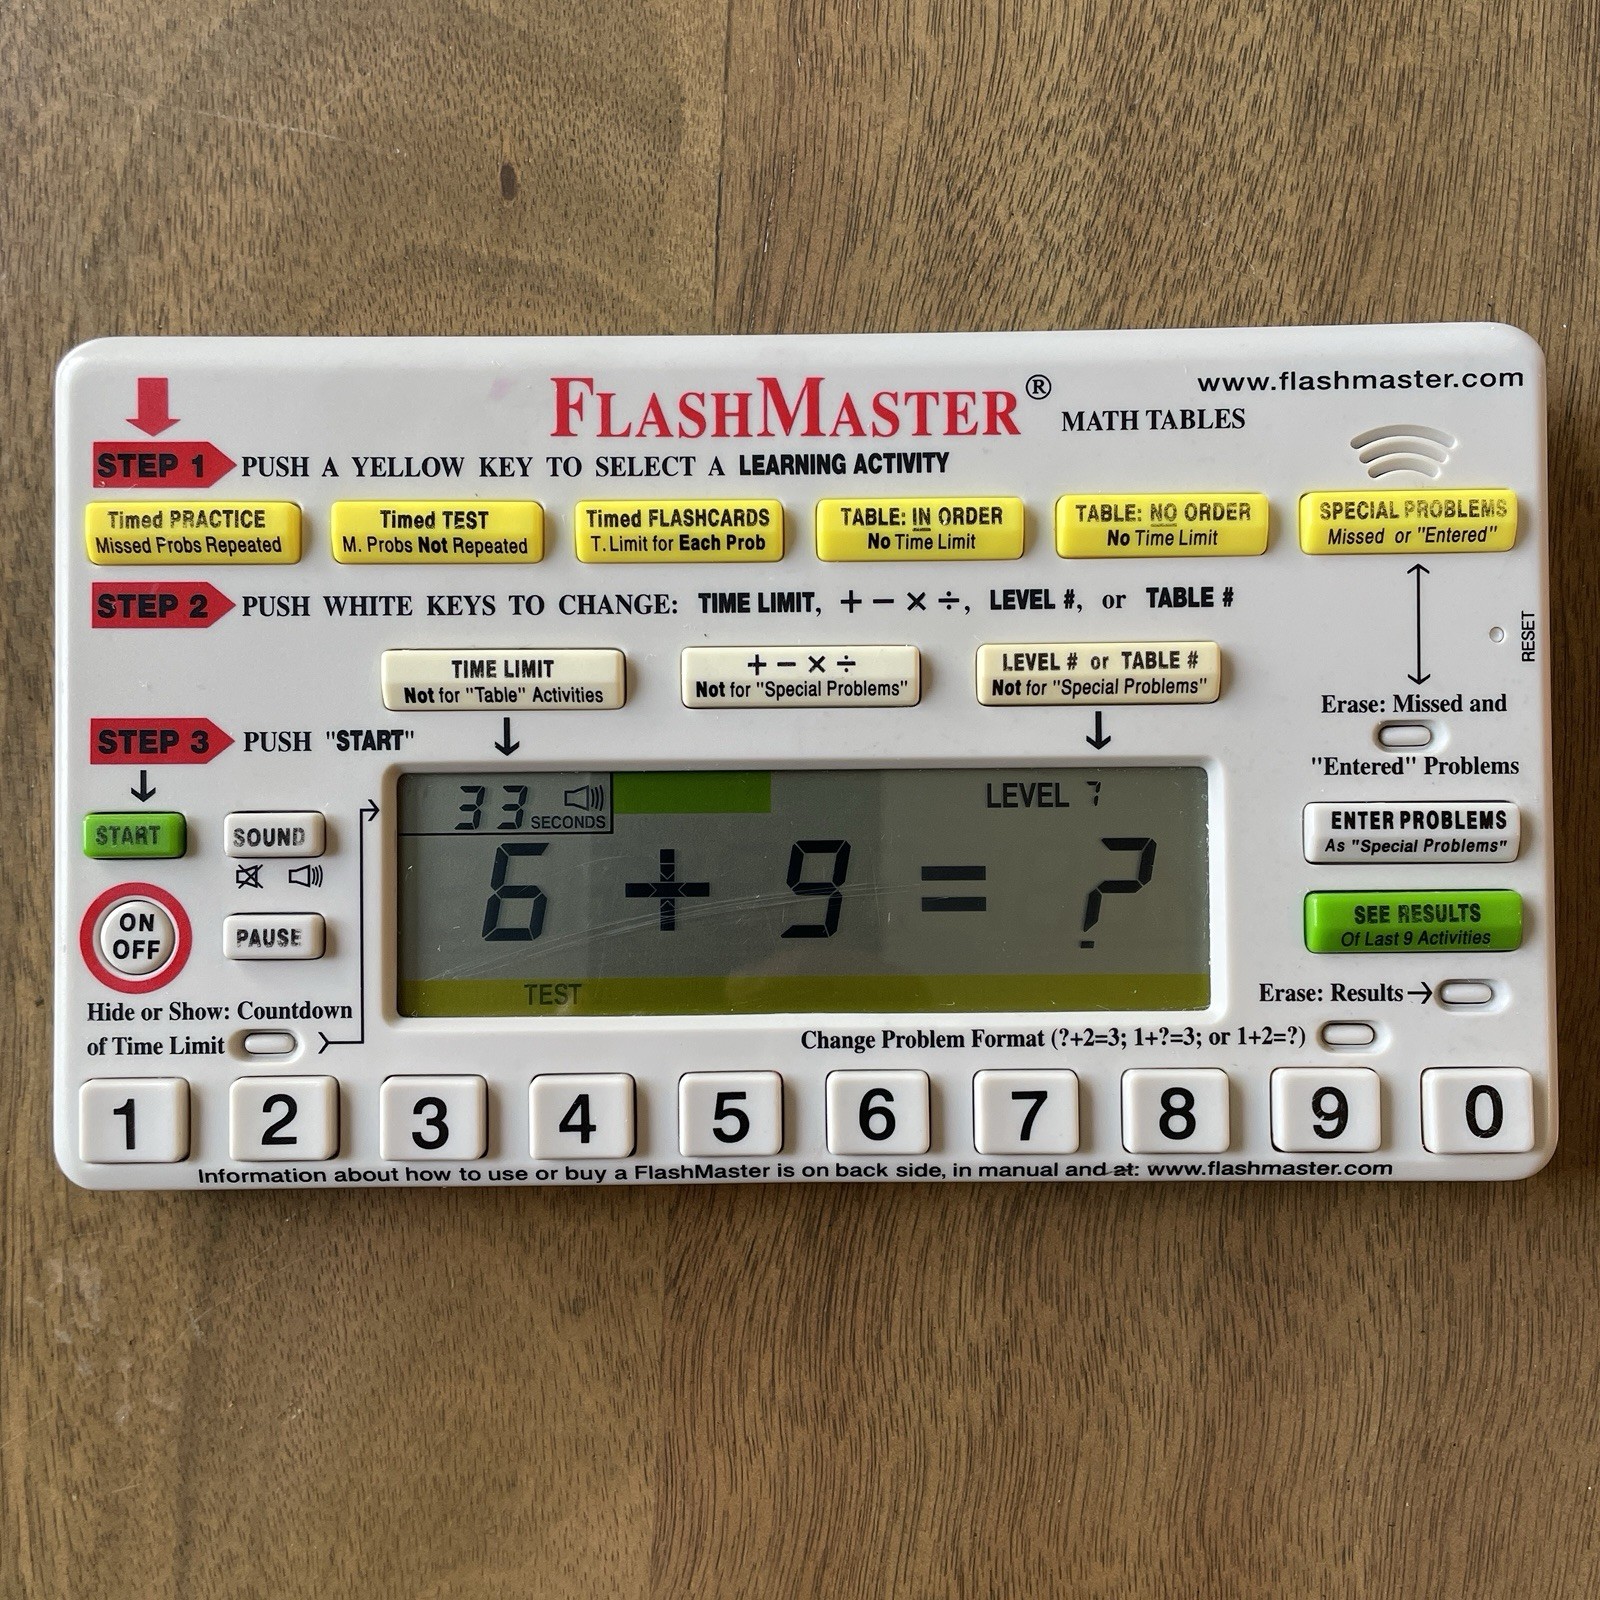 FLASHMASTER® MATH TABLES
www.flashmaster.com
STEP 1 PUSH A YELLOW KEY TO SELECT A LEARNING ACTIVITY
Timed PRACTICE
Missed Probs Repeated
Timed TEST
M. Probs Not Repeated
Timed FLASHCARDS
T. Limit for Each Prob
TABLE: IN ORDER
No Time Limit
TABLE: NO ORDER
No Time Limit
SPECIAL PROBLEMS
Missed or "Entered"
STEP 2 PUSH WHITE KEYS TO CHANGE: TIME LIMIT, + − × ÷, LEVEL #, or TABLE #
RESET
TIME LIMIT
Not for "Table" Activities
+ − × ÷
Not for "Special Problems"
LEVEL # or TABLE #
Not for "Special Problems"
Erase: Missed and
"Entered" Problems
STEP 3 PUSH "START"
START
SOUND
ON
OFF
PAUSE
Hide or Show: Countdown
of Time Limit
33 SECONDS
LEVEL 7
6 + 9 = ?
TEST
ENTER PROBLEMS
As "Special Problems"
SEE RESULTS
Of Last 9 Activities
Erase: Results
Change Problem Format (?+2=3; 1+?=3; or 1+2=?)
1 2 3 4 5 6 7 8 9 0
Information about how to use or buy a FlashMaster is on back side, in manual and at: www.flashmaster.com